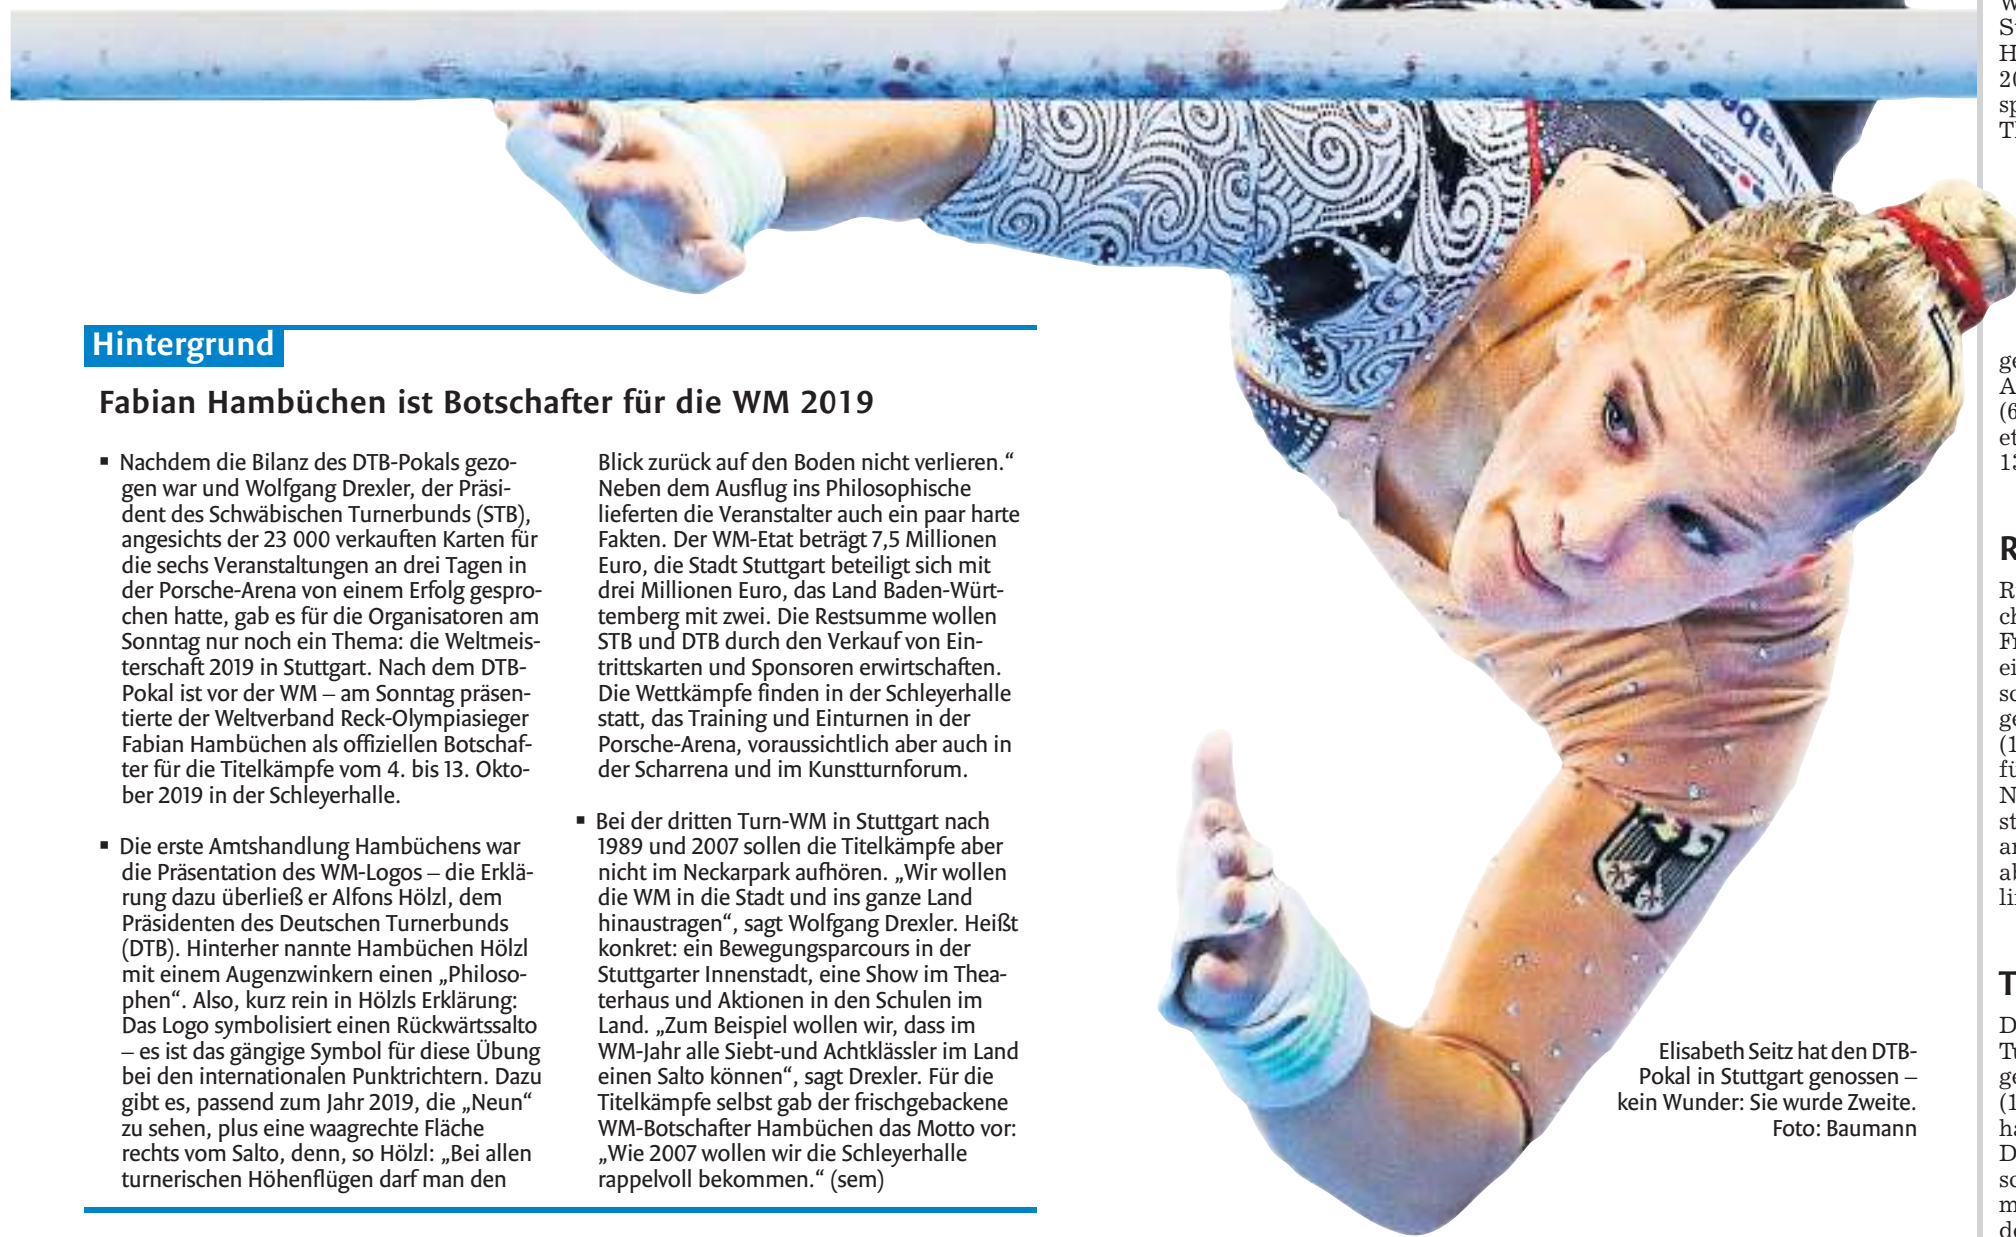 Hintergrund
Fabian Hambüchen ist Botschafter für die WM 2019
▪ Nachdem die Bilanz des DTB-Pokals gezo-
gen war und Wolfgang Drexler, der Präsi-
dent des Schwäbischen Turnerbunds (STB),
angesichts der 23 000 verkauften Karten für
die sechs Veranstaltungen an drei Tagen in
der Porsche-Arena von einem Erfolg gespro-
chen hatte, gab es für die Organisatoren am
Sonntag nur noch ein Thema: die Weltmeis-
terschaft 2019 in Stuttgart. Nach dem DTB-
Pokal ist vor der WM – am Sonntag präsen-
tierte der Weltverband Reck-Olympiasieger
Fabian Hambüchen als offiziellen Botschaf-
ter für die Titelkämpfe vom 4. bis 13. Okto-
ber 2019 in der Schleyerhalle.
▪ Die erste Amtshandlung Hambüchens war
die Präsentation des WM-Logos – die Erklä-
rung dazu überließ er Alfons Hölzl, dem
Präsidenten des Deutschen Turnerbunds
(DTB). Hinterher nannte Hambüchen Hölzl
mit einem Augenzwinkern einen „Philoso-
phen“. Also, kurz rein in Hölzls Erklärung:
Das Logo symbolisiert einen Rückwärtssalto
– es ist das gängige Symbol für diese Übung
bei den internationalen Punktrichtern. Dazu
gibt es, passend zum Jahr 2019, die „Neun“
zu sehen, plus eine waagrechte Fläche
rechts vom Salto, denn, so Hölzl: „Bei allen
turnerischen Höhenflügen darf man den
Blick zurück auf den Boden nicht verlieren.“
Neben dem Ausflug ins Philosophische
lieferten die Veranstalter auch ein paar harte
Fakten. Der WM-Etat beträgt 7,5 Millionen
Euro, die Stadt Stuttgart beteiligt sich mit
drei Millionen Euro, das Land Baden-Würt-
temberg mit zwei. Die Restsumme wollen
STB und DTB durch den Verkauf von Ein-
trittskarten und Sponsoren erwirtschaften.
Die Wettkämpfe finden in der Schleyerhalle
statt, das Training und Einturnen in der
Porsche-Arena, voraussichtlich aber auch in
der Scharrena und im Kunstturnforum.
▪ Bei der dritten Turn-WM in Stuttgart nach
1989 und 2007 sollen die Titelkämpfe aber
nicht im Neckarpark aufhören. „Wir wollen
die WM in die Stadt und ins ganze Land
hinaustragen“, sagt Wolfgang Drexler. Heißt
konkret: ein Bewegungsparcours in der
Stuttgarter Innenstadt, eine Show im Thea-
terhaus und Aktionen in den Schulen im
Land. „Zum Beispiel wollen wir, dass im
WM-Jahr alle Siebt-und Achtklässler im Land
einen Salto können“, sagt Drexler. Für die
Titelkämpfe selbst gab der frischgebackene
WM-Botschafter Hambüchen das Motto vor:
„Wie 2007 wollen wir die Schleyerhalle
rappelvoll bekommen.“ (sem)
Elisabeth Seitz hat den DTB-
Pokal in Stuttgart genossen –
kein Wunder: Sie wurde Zweite.
Foto: Baumann